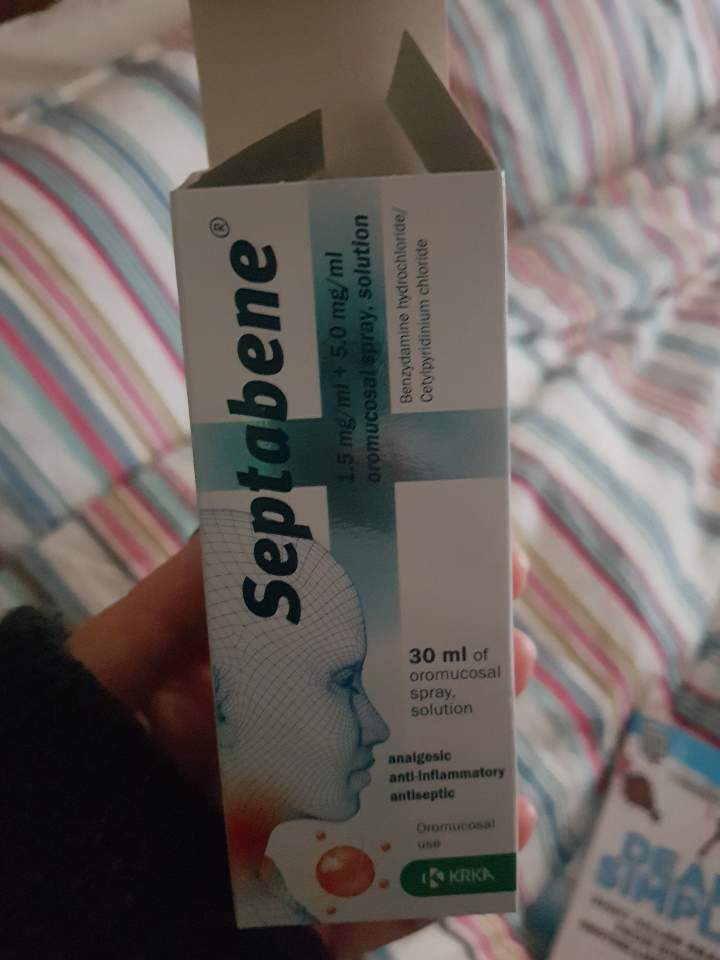 Septabene®
1.5 mg/ml + 5.0 mg/ml
oromucosal spray, solution
Benzydamine hydrochloride/
Cetylpyridinium chloride
30 ml of
oromucosal
spray,
solution
analgesic
anti-inflammatory
antiseptic
Oromucosal
use
KRKA